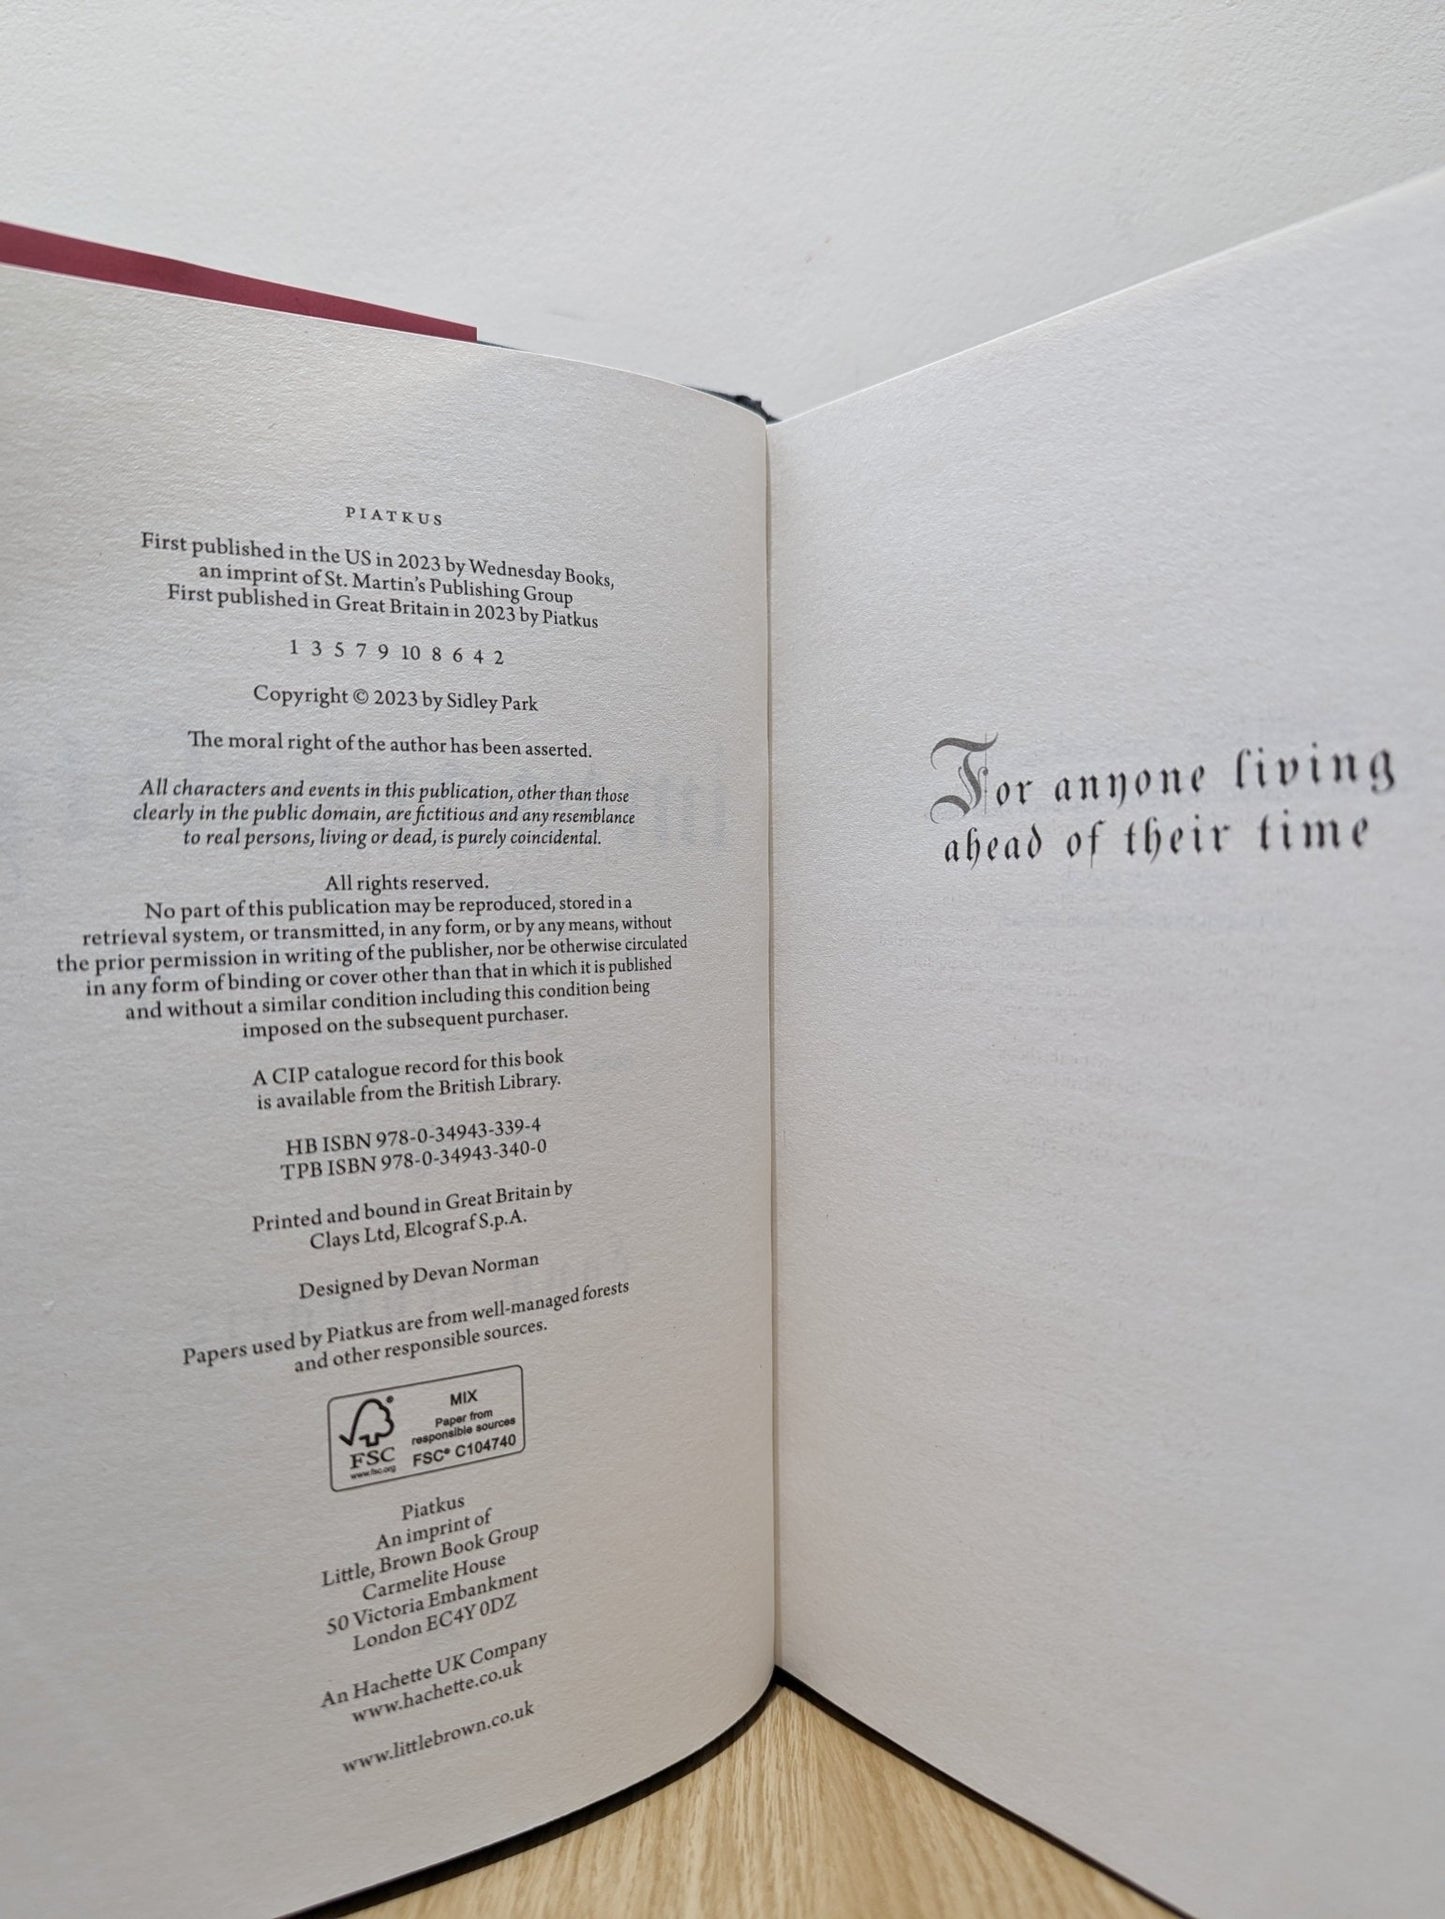 PIATKUS
First published in the US in 2023 by Wednesday Books,
an imprint of St. Martin's Publishing Group
First published in Great Britain in 2023 by Piatkus
1 3 5 7 9 10 8 6 4 2
Copyright © 2023 by Sidley Park
The moral right of the author has been asserted.
All characters and events in this publication, other than those
clearly in the public domain, are fictitious and any resemblance
to real persons, living or dead, is purely coincidental.
All rights reserved.
No part of this publication may be reproduced, stored in a
retrieval system, or transmitted, in any form, or by any means, without
the prior permission in writing of the publisher, nor be otherwise circulated
in any form of binding or cover other than that in which it is published
and without a similar condition including this condition being
imposed on the subsequent purchaser.
A CIP catalogue record for this book
is available from the British Library.
HB ISBN 978-0-34943-339-4
TPB ISBN 978-0-34943-340-0
Printed and bound in Great Britain by
Clays Ltd, Elcograf S.p.A.
Designed by Devan Norman
Papers used by Piatkus are from well-managed forests
and other responsible sources.
FSC
www.fsc.org
MIX
Paper from
responsible sources
FSC® C104740
Piatkus
An imprint of
Little, Brown Book Group
Carmelite House
50 Victoria Embankment
London EC4Y 0DZ
An Hachette UK Company
www.hachette.co.uk
www.littlebrown.co.uk
For anyone living
ahead of their time